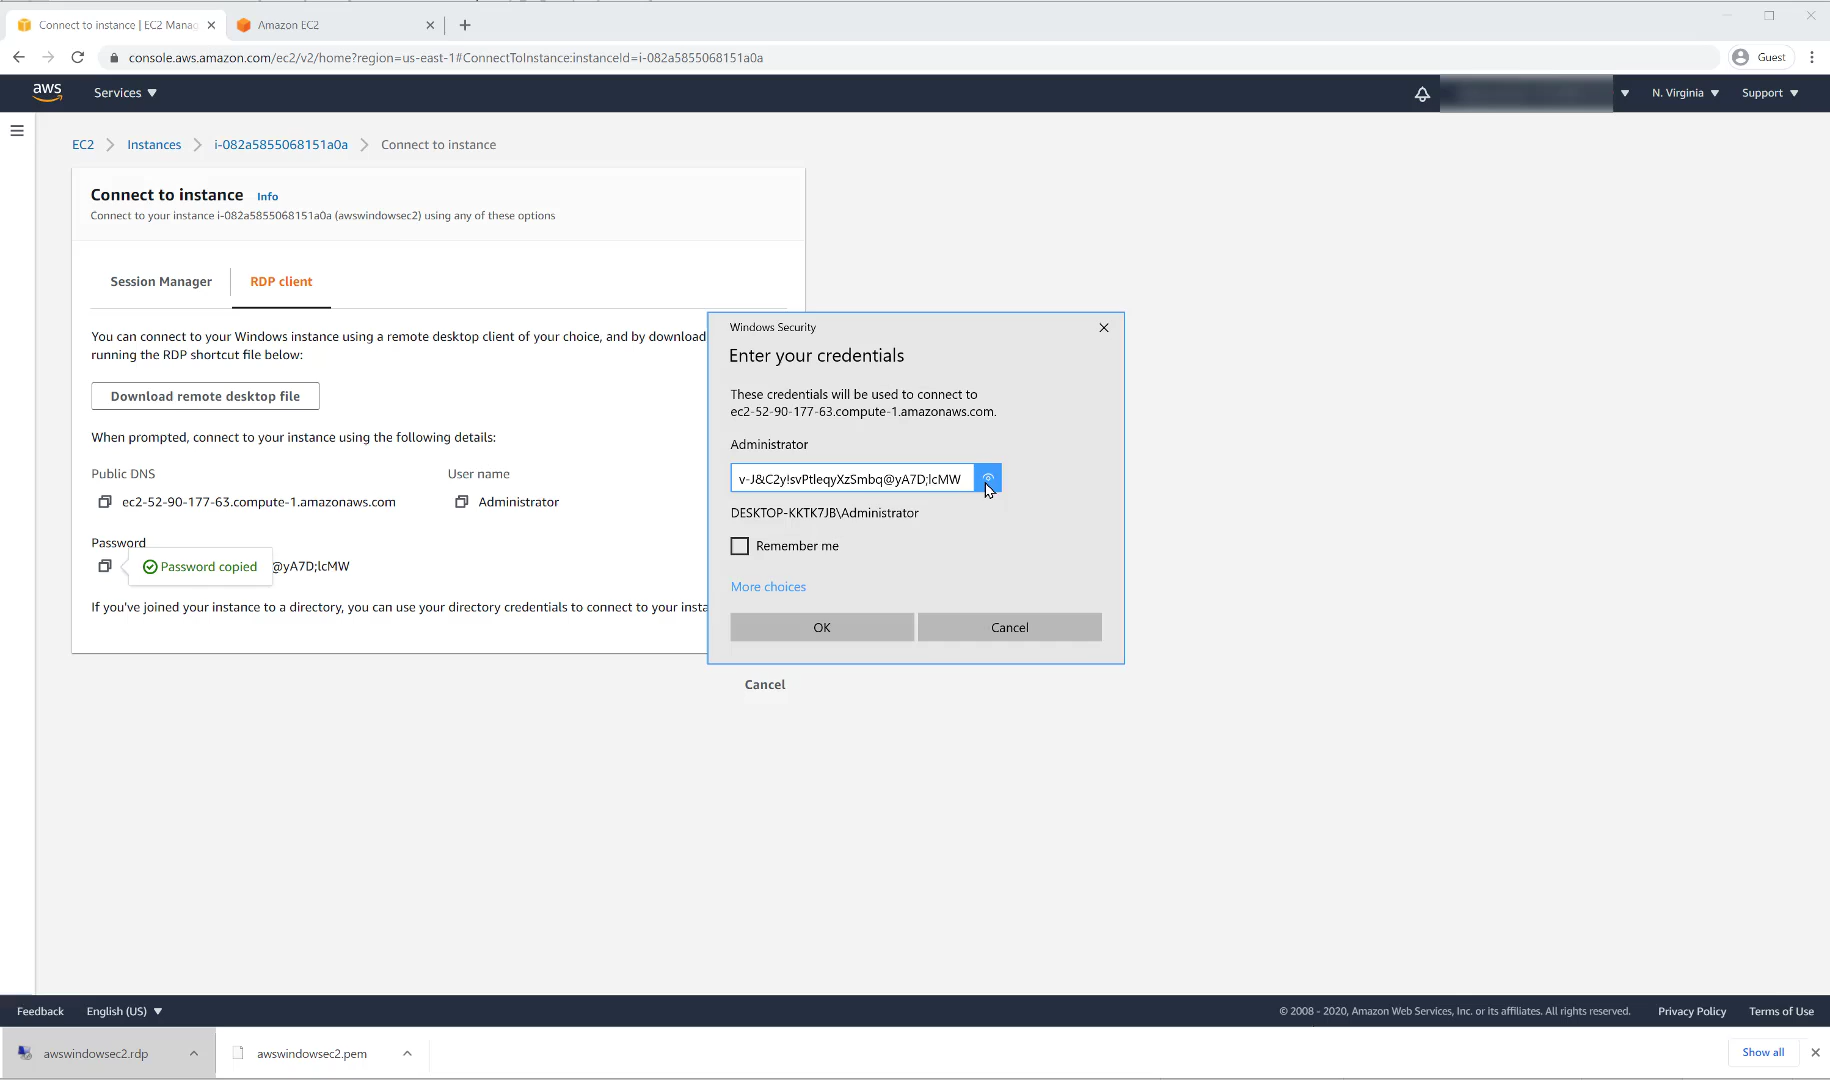 Connect to instance | EC2 Manag
Amazon EC2
console.aws.amazon.com/ec2/v2/home?region=us-east-1#ConnectToInstance:instanceId=i-082a5855068151a0a
Guest
aws
Services
N. Virginia
Support
EC2
Instances
i-082a5855068151a0a
Connect to instance
Connect to instance
Info
Connect to your instance i-082a5855068151a0a (awswindowsec2) using any of these options
Session Manager
RDP client
You can connect to your Windows instance using a remote desktop client of your choice, and by download
running the RDP shortcut file below:
Download remote desktop file
When prompted, connect to your instance using the following details:
Public DNS
User name
ec2-52-90-177-63.compute-1.amazonaws.com
Administrator
Password
Password copied
@yA7D;lcMW
If you've joined your instance to a directory, you can use your directory credentials to connect to your insta
Cancel
Windows Security
Enter your credentials
These credentials will be used to connect to
ec2-52-90-177-63.compute-1.amazonaws.com.
Administrator
v-J&C2y!svPtleqyXzSmbq@yA7D;lcMW
DESKTOP-KKTK7JB\Administrator
Remember me
More choices
OK
Cancel
Feedback
English (US)
© 2008 - 2020, Amazon Web Services, Inc. or its affiliates. All rights reserved.
Privacy Policy
Terms of Use
awswindowsec2.rdp
awswindowsec2.pem
Show all